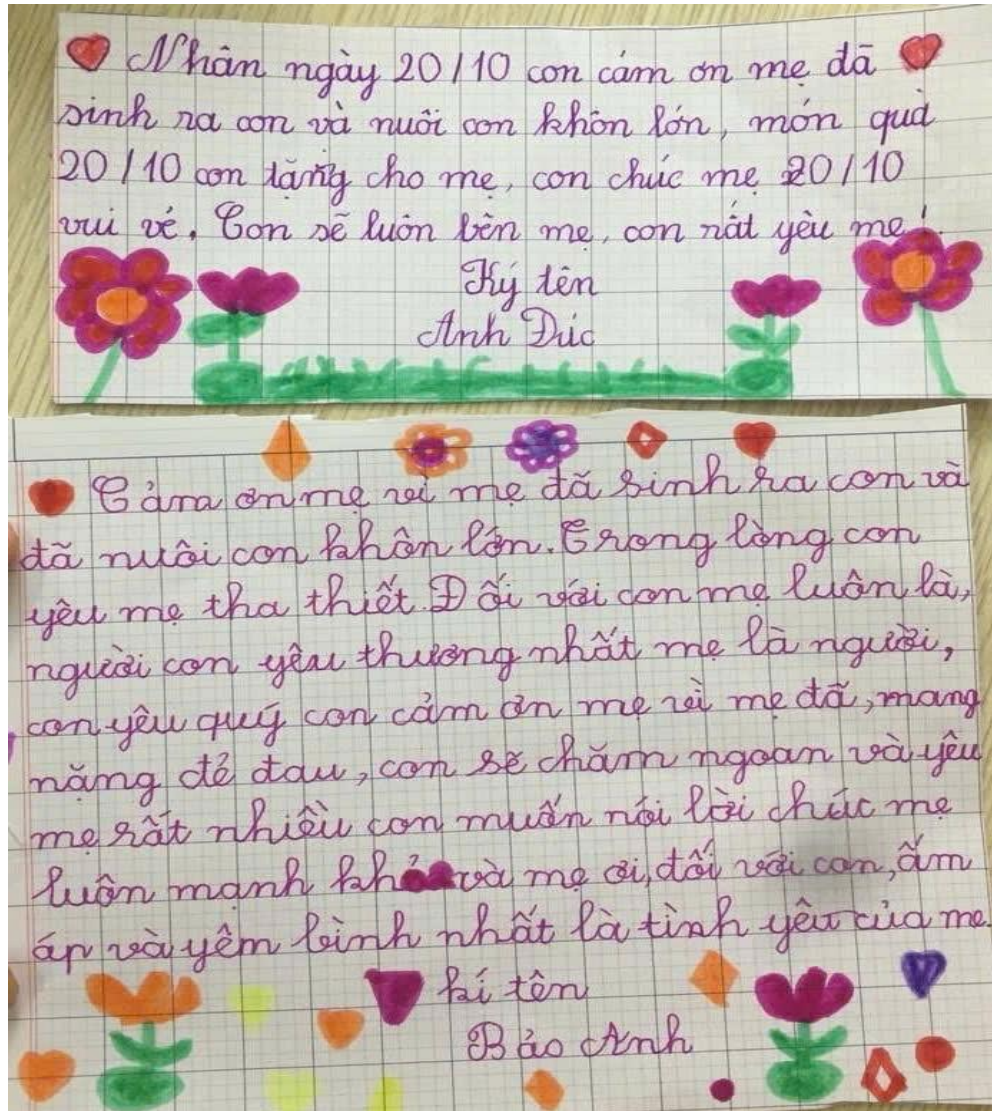 Nhân ngày 20/10 con cám ơn mẹ đã
sinh ra con và nuôi con khôn lớn, món quà
20/10 con tặng cho mẹ, con chúc mẹ 20/10
vui vẻ. Con sẽ luôn bên mẹ, con rất yêu mẹ!
Ký tên
Anh Đức
Cảm ơn mẹ vì mẹ đã sinh ra con và
đã nuôi con khôn lớn. Trong lòng con
yêu mẹ tha thiết. Đối với con mẹ luôn là,
người con yêu thương nhất mẹ là người,
con yêu quý con cảm ơn mẹ vì mẹ đã, mang
nặng đẻ đau, con sẽ chăm ngoan và yêu
mẹ rất nhiều con muốn nói lời chúc mẹ
luôn mạnh khỏ và mẹ ơi, đối với con, ấm
áp và yêm bình nhất là tình yêu của mẹ.
kí tên
Bảo Anh